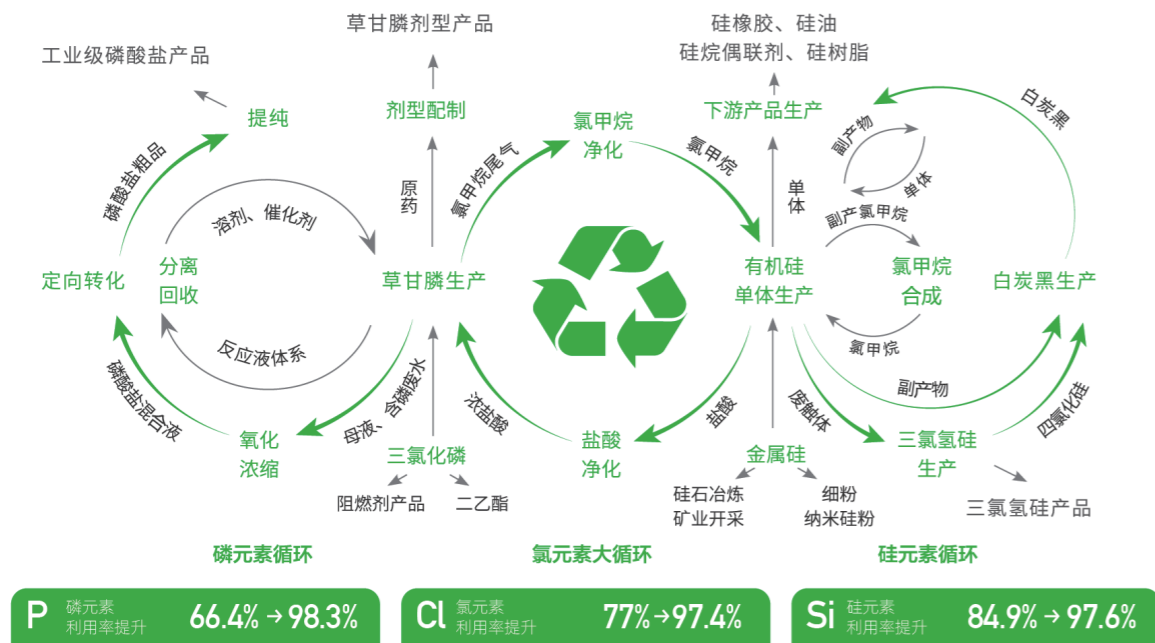 草甘膦剂型产品
硅橡胶、硅油
硅烷偶联剂、硅树脂
工业级磷酸盐产品
提纯
剂型配制
氯甲烷
净化
下游产品生产
白炭黑
副产物
单体
磷酸盐粗品
溶剂、催化剂
原药
氯甲烷尾气
氯甲烷
单体
副产氯甲烷
定向转化
分离
回收
草甘膦生产
有机硅
单体生产
氯甲烷
合成
白炭黑生产
反应液体系
氯甲烷
磷酸盐混合液
母液、含磷废水
浓盐酸
盐酸
废触体
副产物
四氯化硅
氧化
浓缩
三氯化磷
盐酸
净化
金属硅
三氯氢硅
生产
阻燃剂产品
二乙酯
硅石冶炼
矿业开采
细粉
纳米硅粉
三氯氢硅产品
磷元素循环
氯元素大循环
硅元素循环
P
磷元素
利用率提升
66.4%→98.3%
Cl
氯元素
利用率提升
77%→97.4%
Si
硅元素
利用率提升
84.9%→97.6%